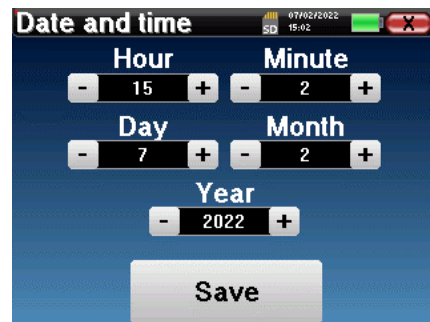 Date and time SD 07/02/2022 X
15:02
Hour Minute
- 15 + - 2 +
Day Month
- 7 + - 2 +
Year
- 2022 +
Save